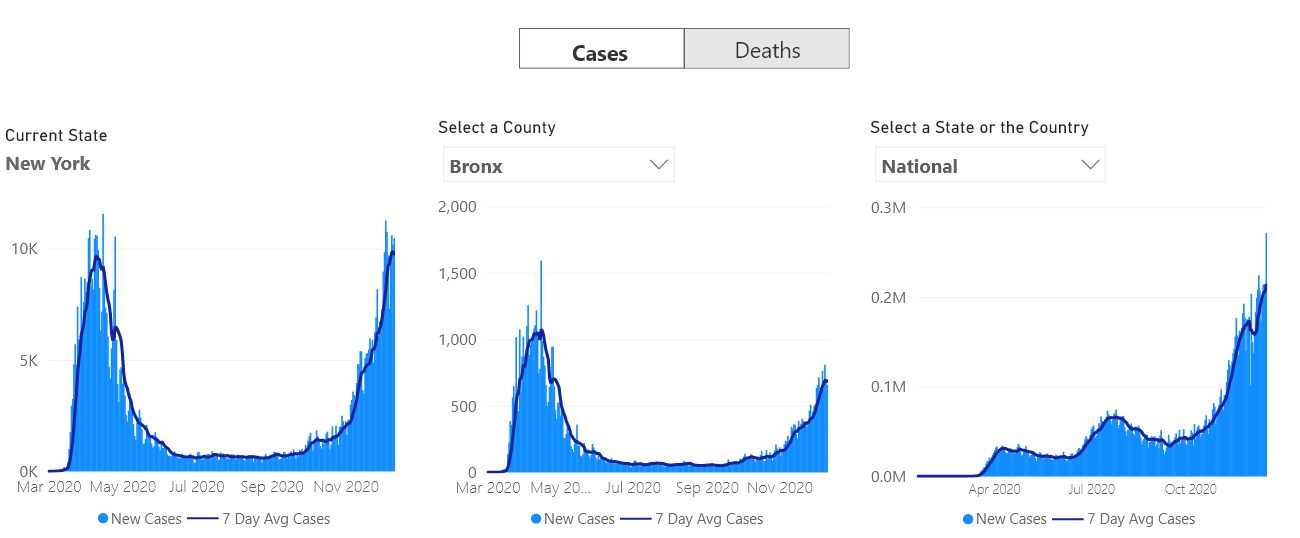 Cases Deaths
Current State
New York
Select a County
Bronx
Select a State or the Country
National
10K
5K
0K
Mar 2020 May 2020 Jul 2020 Sep 2020 Nov 2020
New Cases 7 Day Avg Cases
2,000
1,500
1,000
500
0
Mar 2020 May 20... Jul 2020 Sep 2020 Nov 2020
New Cases 7 Day Avg Cases
0.3M
0.2M
0.1M
0.0M
Apr 2020 Jul 2020 Oct 2020
New Cases 7 Day Avg Cases